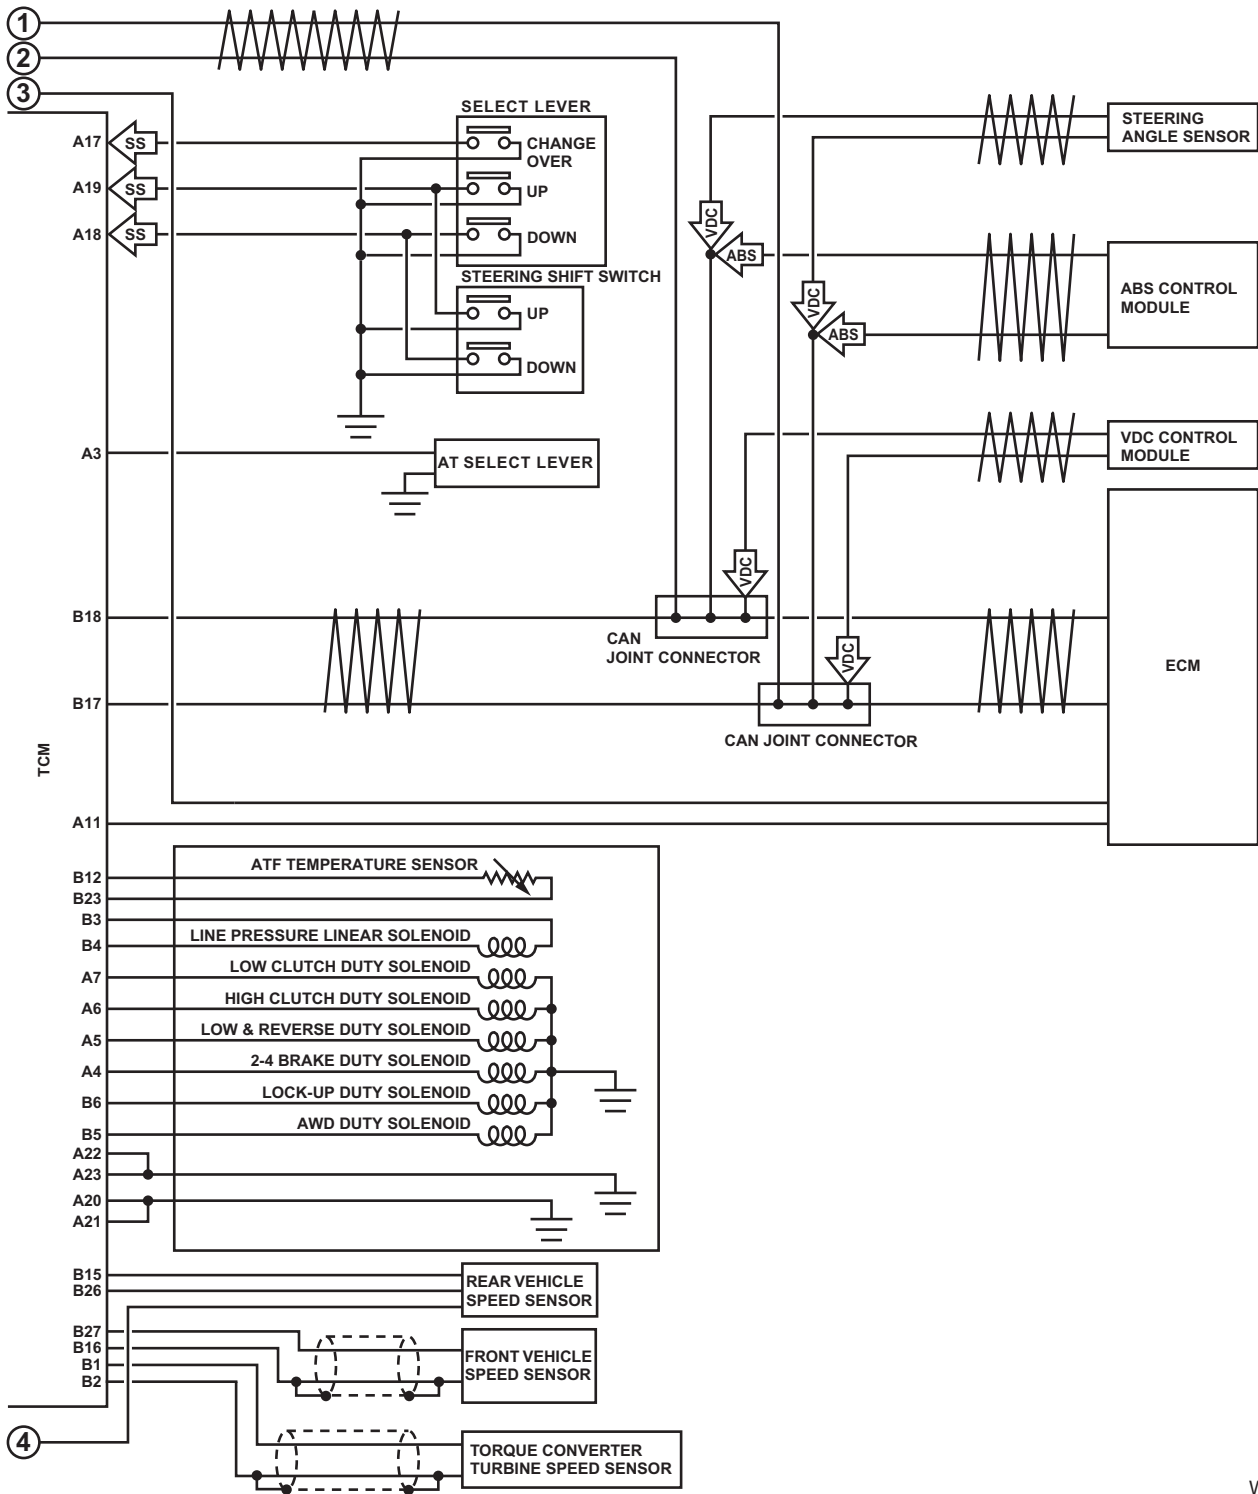 1
2
3
SELECT LEVER
A17
SS
CHANGE
OVER
A19
SS
UP
A18
SS
DOWN
STEERING SHIFT SWITCH
UP
DOWN
STEERING
ANGLE SENSOR
VDC
ABS
VDC
ABS
ABS CONTROL
MODULE
A3
AT SELECT LEVER
VDC CONTROL
MODULE
VDC
B18
CAN
JOINT CONNECTOR
VDC
ECM
B17
CAN JOINT CONNECTOR
TCM
A11
ATF TEMPERATURE SENSOR
B12
B23
B3
B4
LINE PRESSURE LINEAR SOLENOID
A7
LOW CLUTCH DUTY SOLENOID
A6
HIGH CLUTCH DUTY SOLENOID
A5
LOW & REVERSE DUTY SOLENOID
A4
2-4 BRAKE DUTY SOLENOID
B6
LOCK-UP DUTY SOLENOID
B5
AWD DUTY SOLENOID
A22
A23
A20
A21
B15
B26
REAR VEHICLE
SPEED SENSOR
B27
B16
B1
B2
FRONT VEHICLE
SPEED SENSOR
4
TORQUE CONVERTER
TURBINE SPEED SENSOR